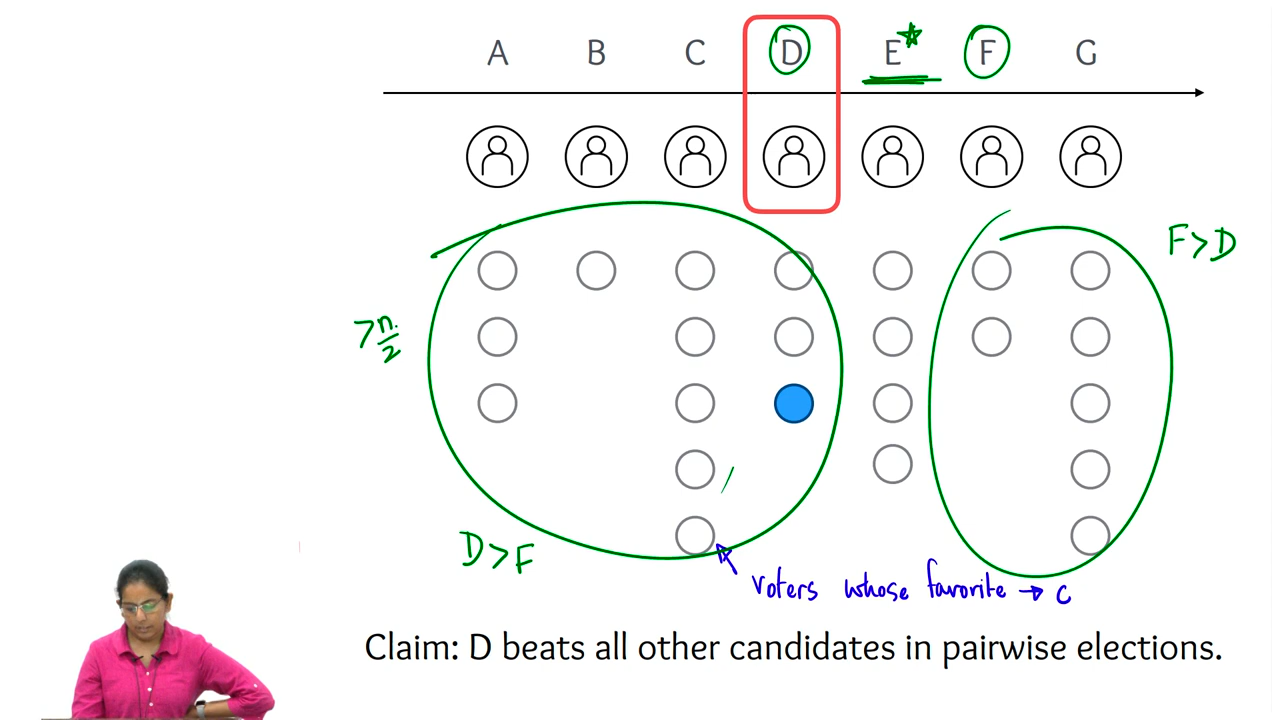 A B C D E* F G
F>D
>n/2
D>F
voters whose favorite → C
Claim: D beats all other candidates in pairwise elections.